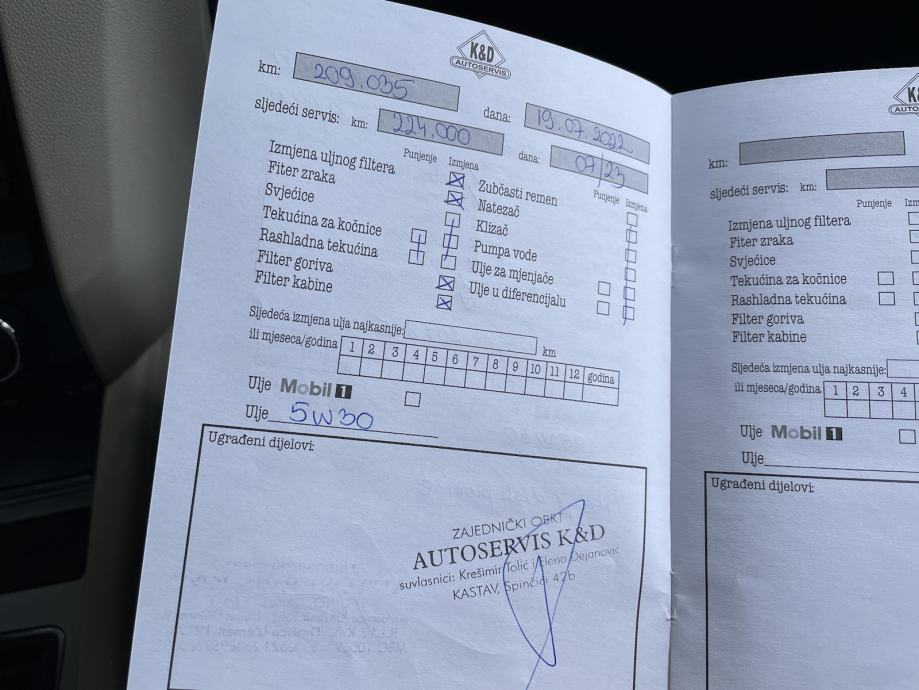 K&D
AUTOSERVIS
km: 209.035
dana: 19.07.2022
sljedeći servis: km: 224.000
dana: 07/23
Punjenje Izmjena
Izmjena uljnog filtera
Fiter zraka
Svjećice
Tekućina za kočnice
Rashladna tekućina
Filter goriva
Filter kabine
Punjenje Izmjena
Zubčasti remen
Natezač
Klizač
Pumpa vode
Ulje za mjenjače
Ulje u diferencijalu
Sljedeća izmjena ulja najkasnije: km
ili mjeseca/godina 1 2 3 4 5 6 7 8 9 10 11 12 godina
Ulje Mobil 1
Ulje 5W30
Ugrađeni dijelovi:
ZAJEDNIČKI OBRT
AUTOSERVIS K&D
suvlasnici: Krešimir Tolić i Elena Dejanović
KASTAV, Spinčići 42b
K&
AUTO
km:
sljedeći servis: km:
Punjenje Izm
Izmjena uljnog filtera
Fiter zraka
Svjećice
Tekućina za kočnice
Rashladna tekućina
Filter goriva
Filter kabine
Sljedeća izmjena ulja najkasnije:
ili mjeseca/godina 1 2 3 4
Ulje Mobil 1
Ulje
Ugrađeni dijelovi: